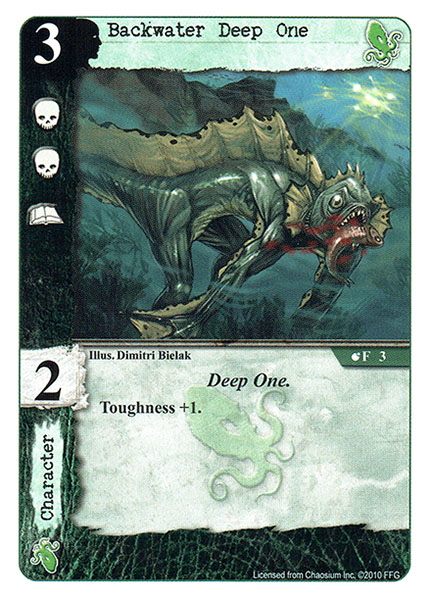 3
Backwater Deep One
Illus. Dimitri Bielak
F 3
2
Deep One.
Toughness +1.
Character
Licensed from Chaosium Inc. ©2010 FFG